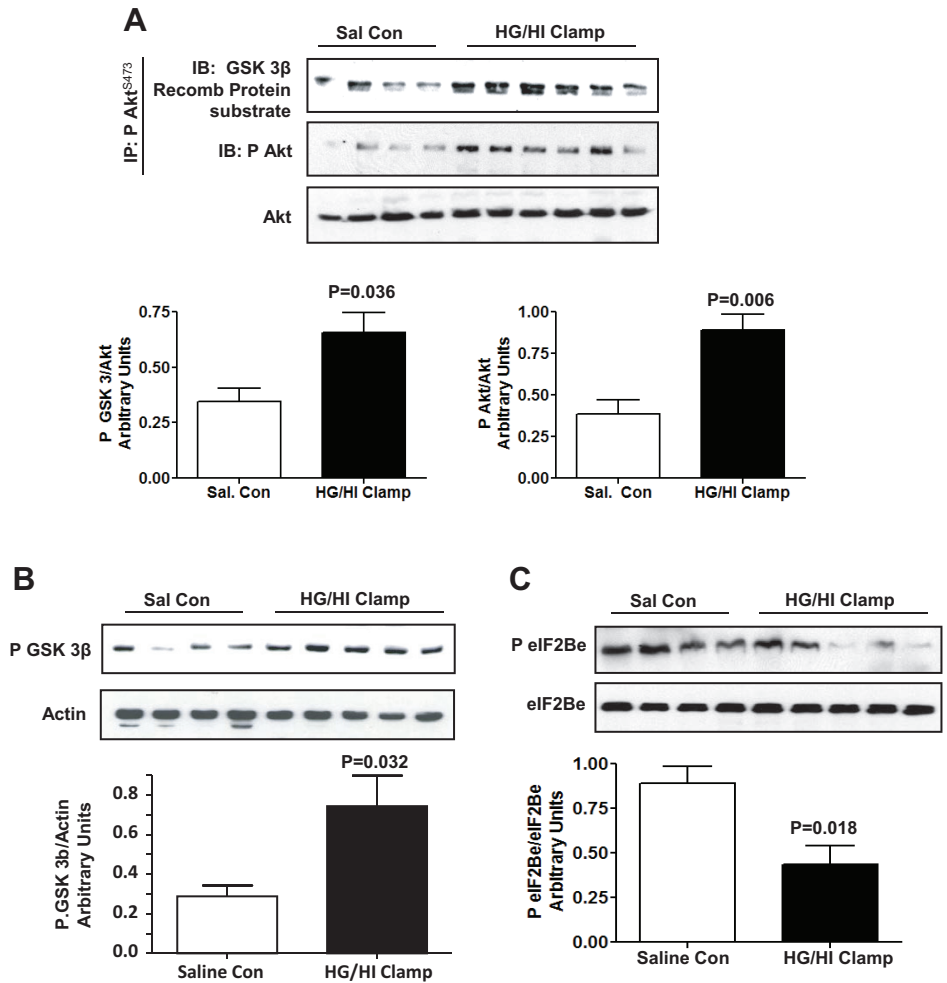 A
Sal Con
HG/HI Clamp
IP: P Akt^S473
IB: GSK 3β
Recomb Protein
substrate
IB: P Akt
Akt
P GSK 3/Akt
Arbitrary Units
0.75
0.50
0.25
0.00
P=0.036
Sal. Con
HG/HI Clamp
P Akt/Akt
Arbitrary Units
1.00
0.75
0.50
0.25
0.00
P=0.006
Sal. Con
HG/HI Clamp
B
Sal Con
HG/HI Clamp
P GSK 3β
Actin
P.GSK 3b/Actin
Arbitrary Units
0.8
0.6
0.4
0.2
0.0
P=0.032
Saline Con
HG/HI Clamp
C
Sal Con
HG/HI Clamp
P eIF2Be
eIF2Be
P eIF2Be/eIF2Be
Arbitrary Units
1.00
0.75
0.50
0.25
0.00
P=0.018
Saline Con
HG/HI Clamp